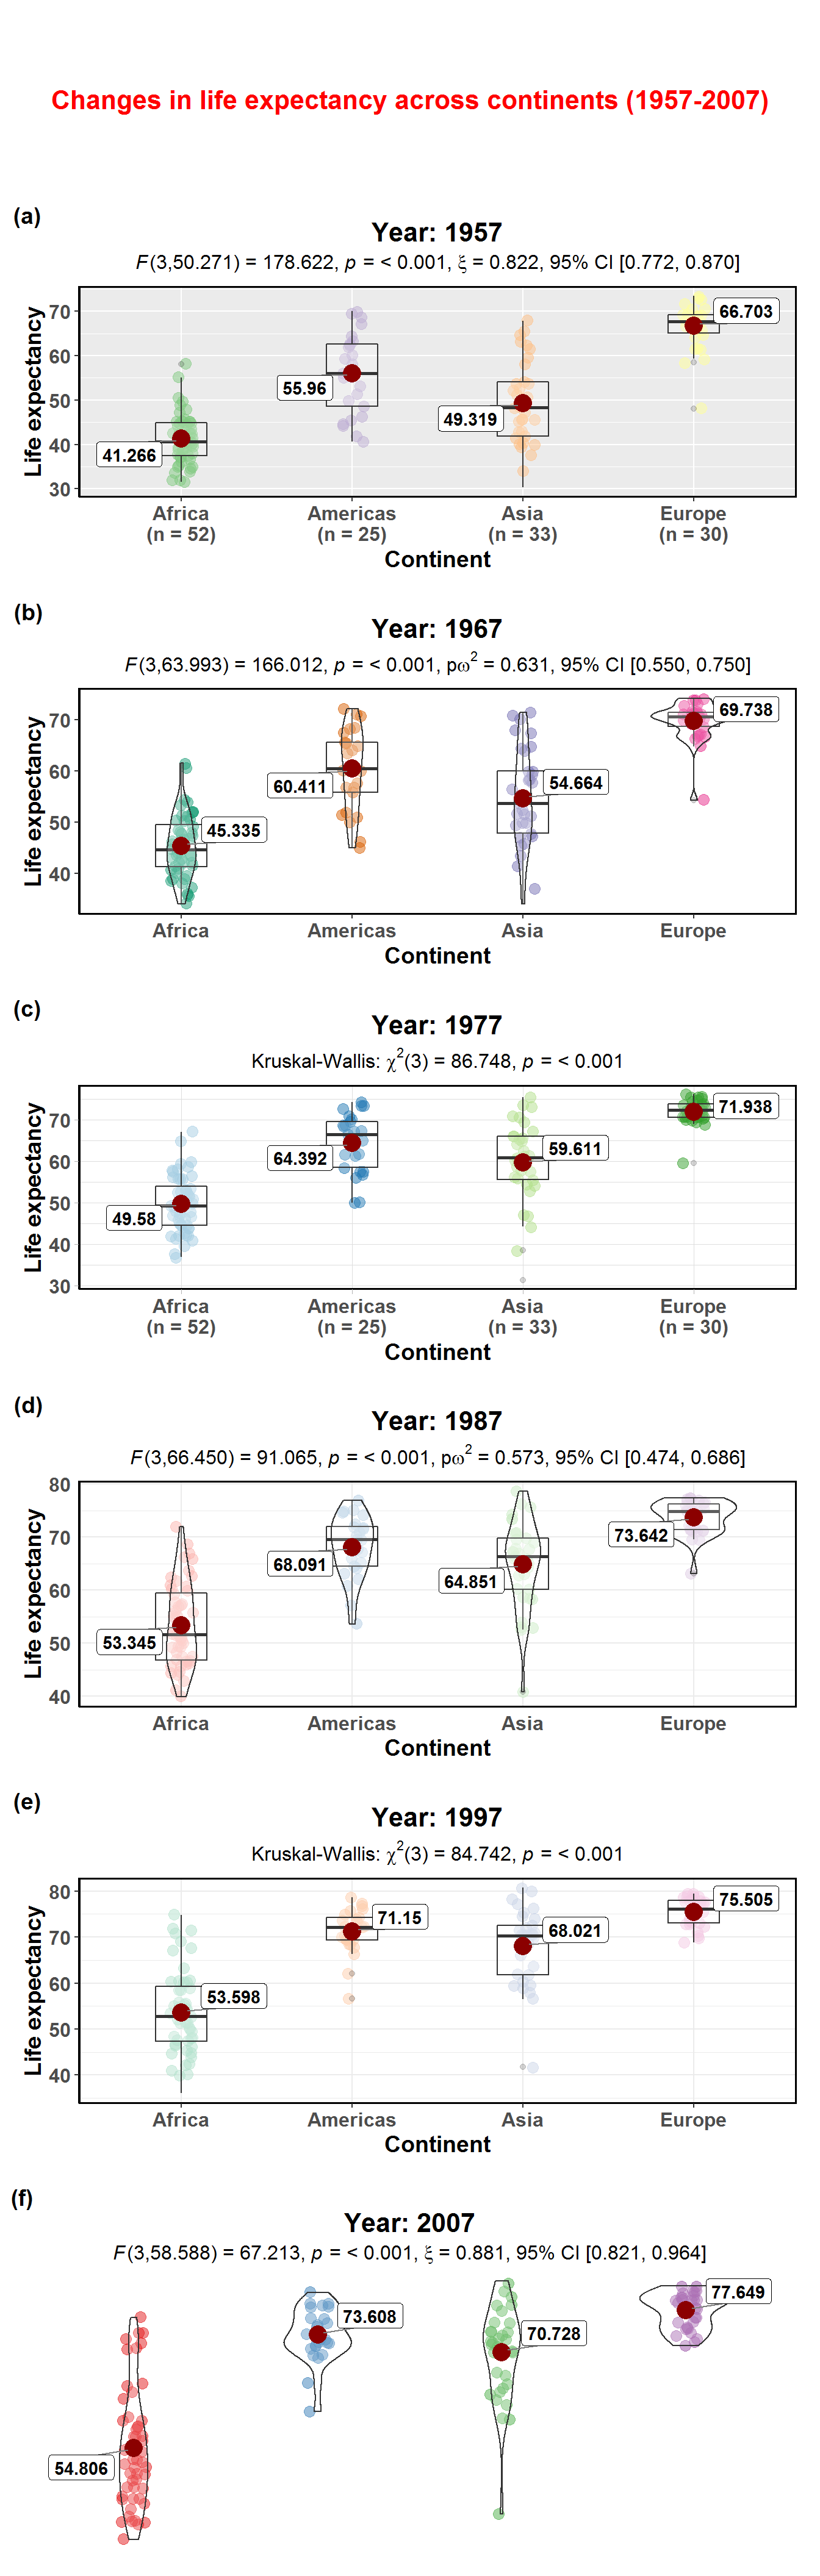 Changes in life expectancy across continents (1957-2007)
(a)
Year: 1957
F(3,50.271) = 178.622, p = < 0.001, ξ = 0.822, 95% CI [0.772, 0.870]
Life expectancy
70
60
50
40
30
41.266
55.96
49.319
66.703
Africa Americas Asia Europe
(n = 52) (n = 25) (n = 33) (n = 30)
Continent
(b)
Year: 1967
F(3,63.993) = 166.012, p = < 0.001, pω² = 0.631, 95% CI [0.550, 0.750]
Life expectancy
70
60
50
40
45.335
60.411
54.664
69.738
Africa Americas Asia Europe
Continent
(c)
Year: 1977
Kruskal-Wallis: χ²(3) = 86.748, p = < 0.001
Life expectancy
70
60
50
40
30
49.58
64.392
59.611
71.938
Africa Americas Asia Europe
(n = 52) (n = 25) (n = 33) (n = 30)
Continent
(d)
Year: 1987
F(3,66.450) = 91.065, p = < 0.001, pω² = 0.573, 95% CI [0.474, 0.686]
Life expectancy
80
70
60
50
40
53.345
68.091
64.851
73.642
Africa Americas Asia Europe
Continent
(e)
Year: 1997
Kruskal-Wallis: χ²(3) = 84.742, p = < 0.001
Life expectancy
80
70
60
50
40
53.598
71.15
68.021
75.505
Africa Americas Asia Europe
Continent
(f)
Year: 2007
F(3,58.588) = 67.213, p = < 0.001, ξ = 0.881, 95% CI [0.821, 0.964]
54.806
73.608
70.728
77.649